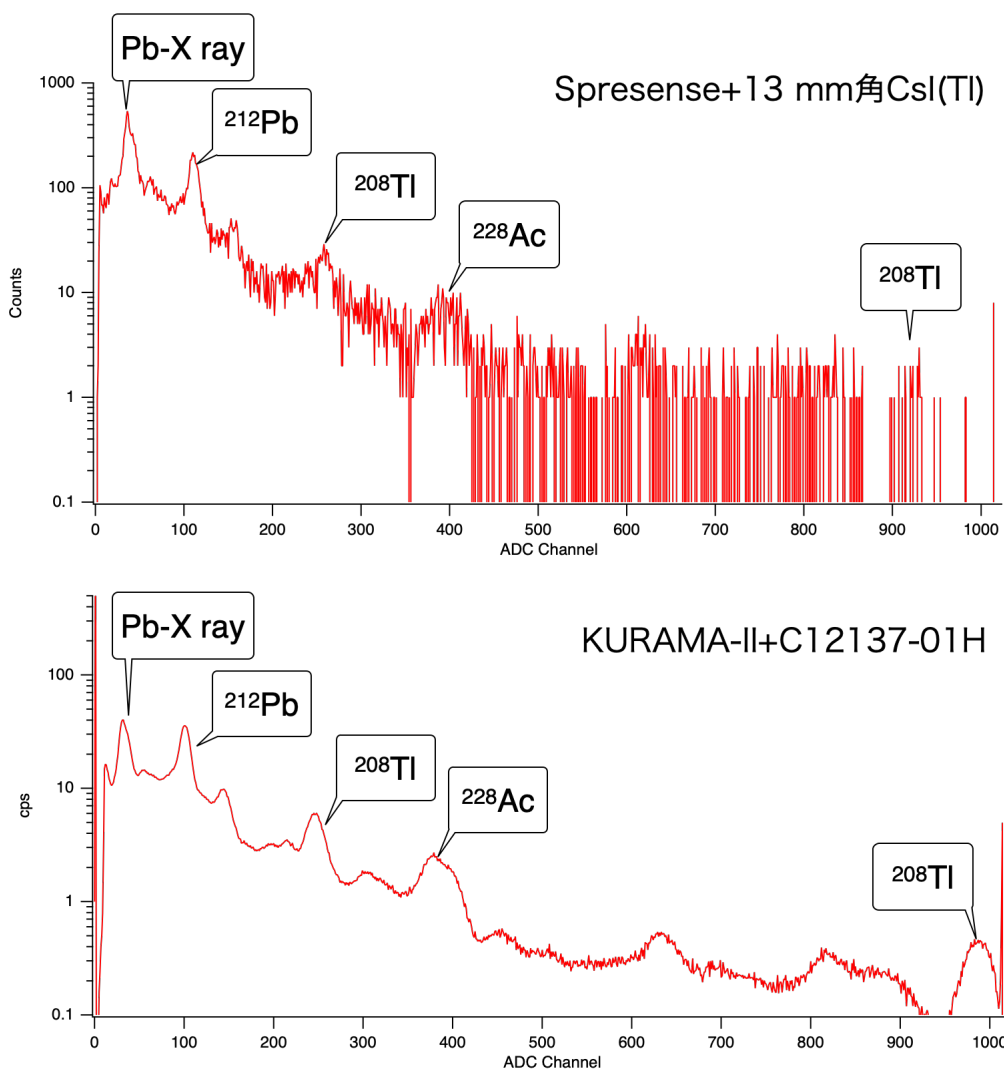 Pb-X ray
Spresense+13 mm角CsI(Tl)
1000
²¹²Pb
²⁰⁸Tl
100
²²⁸Ac
²⁰⁸Tl
Counts
10
1
0.1
0 100 200 300 400 500 600 700 800 900 1000
ADC Channel
Pb-X ray
KURAMA-II+C12137-01H
100
²¹²Pb
²⁰⁸Tl
²²⁸Ac
10
cps
²⁰⁸Tl
1
0.1
0 100 200 300 400 500 600 700 800 900 1000
ADC Channel